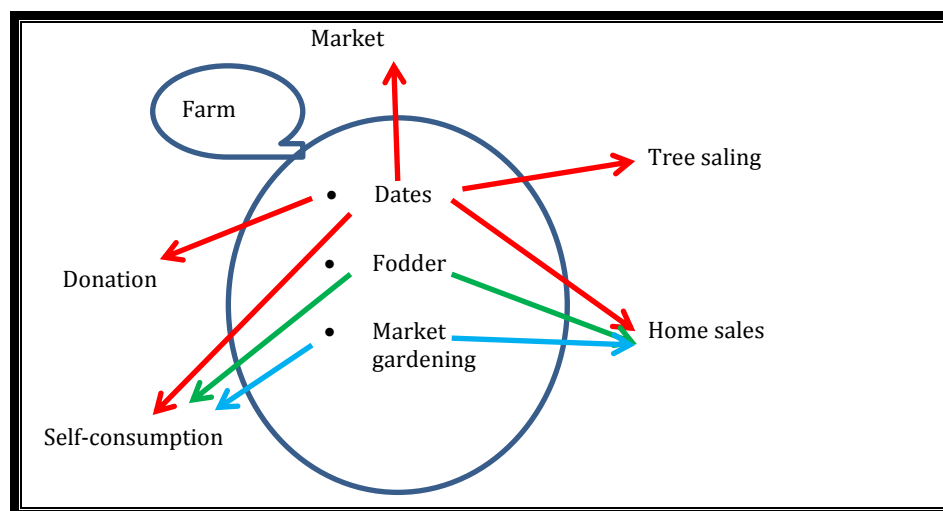 Market
Farm
Tree saling
• Dates
Donation
• Fodder
• Market
gardening
Home sales
Self-consumption